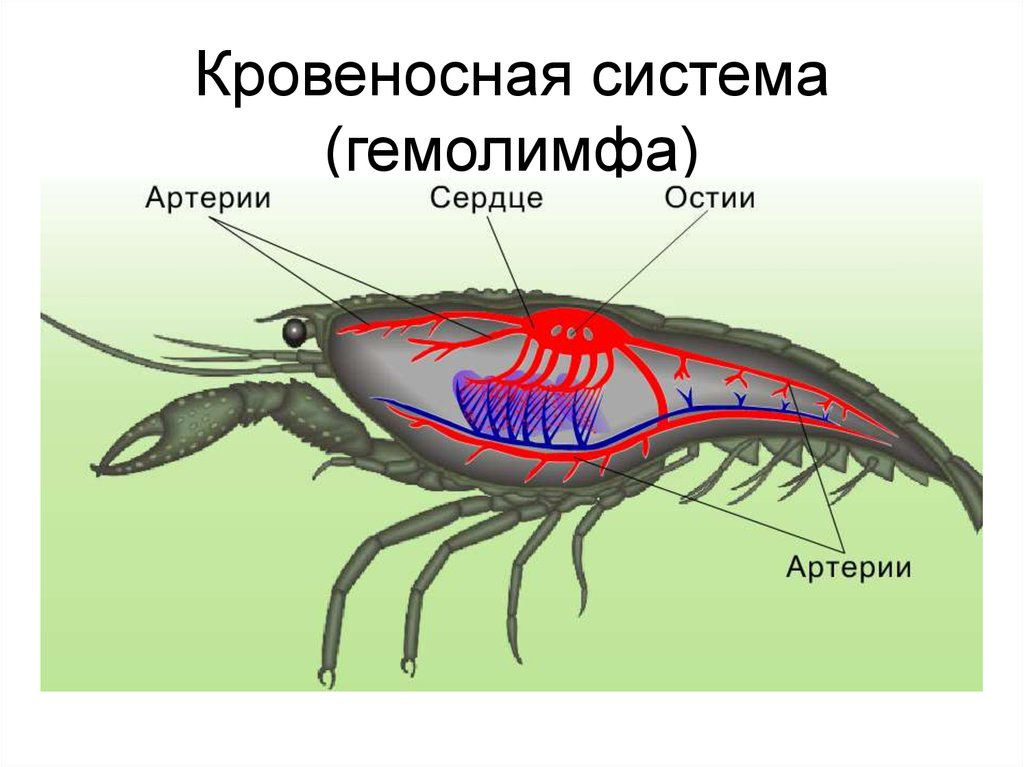 Кровеносная система
(гемолимфа)
Артерии Сердце Остии
Артерии